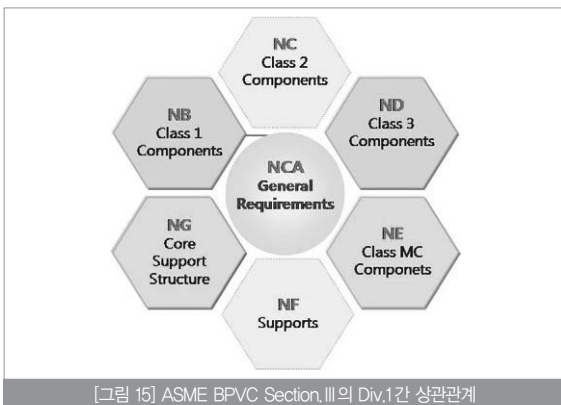 NC
Class 2
Components
NB
Class 1
Components
ND
Class 3
Components
NCA
General
Requirements
NG
Core
Support
Structure
NE
Class MC
Componets
NF
Supports
[그림 15] ASME BPVC Section.Ⅲ의 Div.1간 상관관계